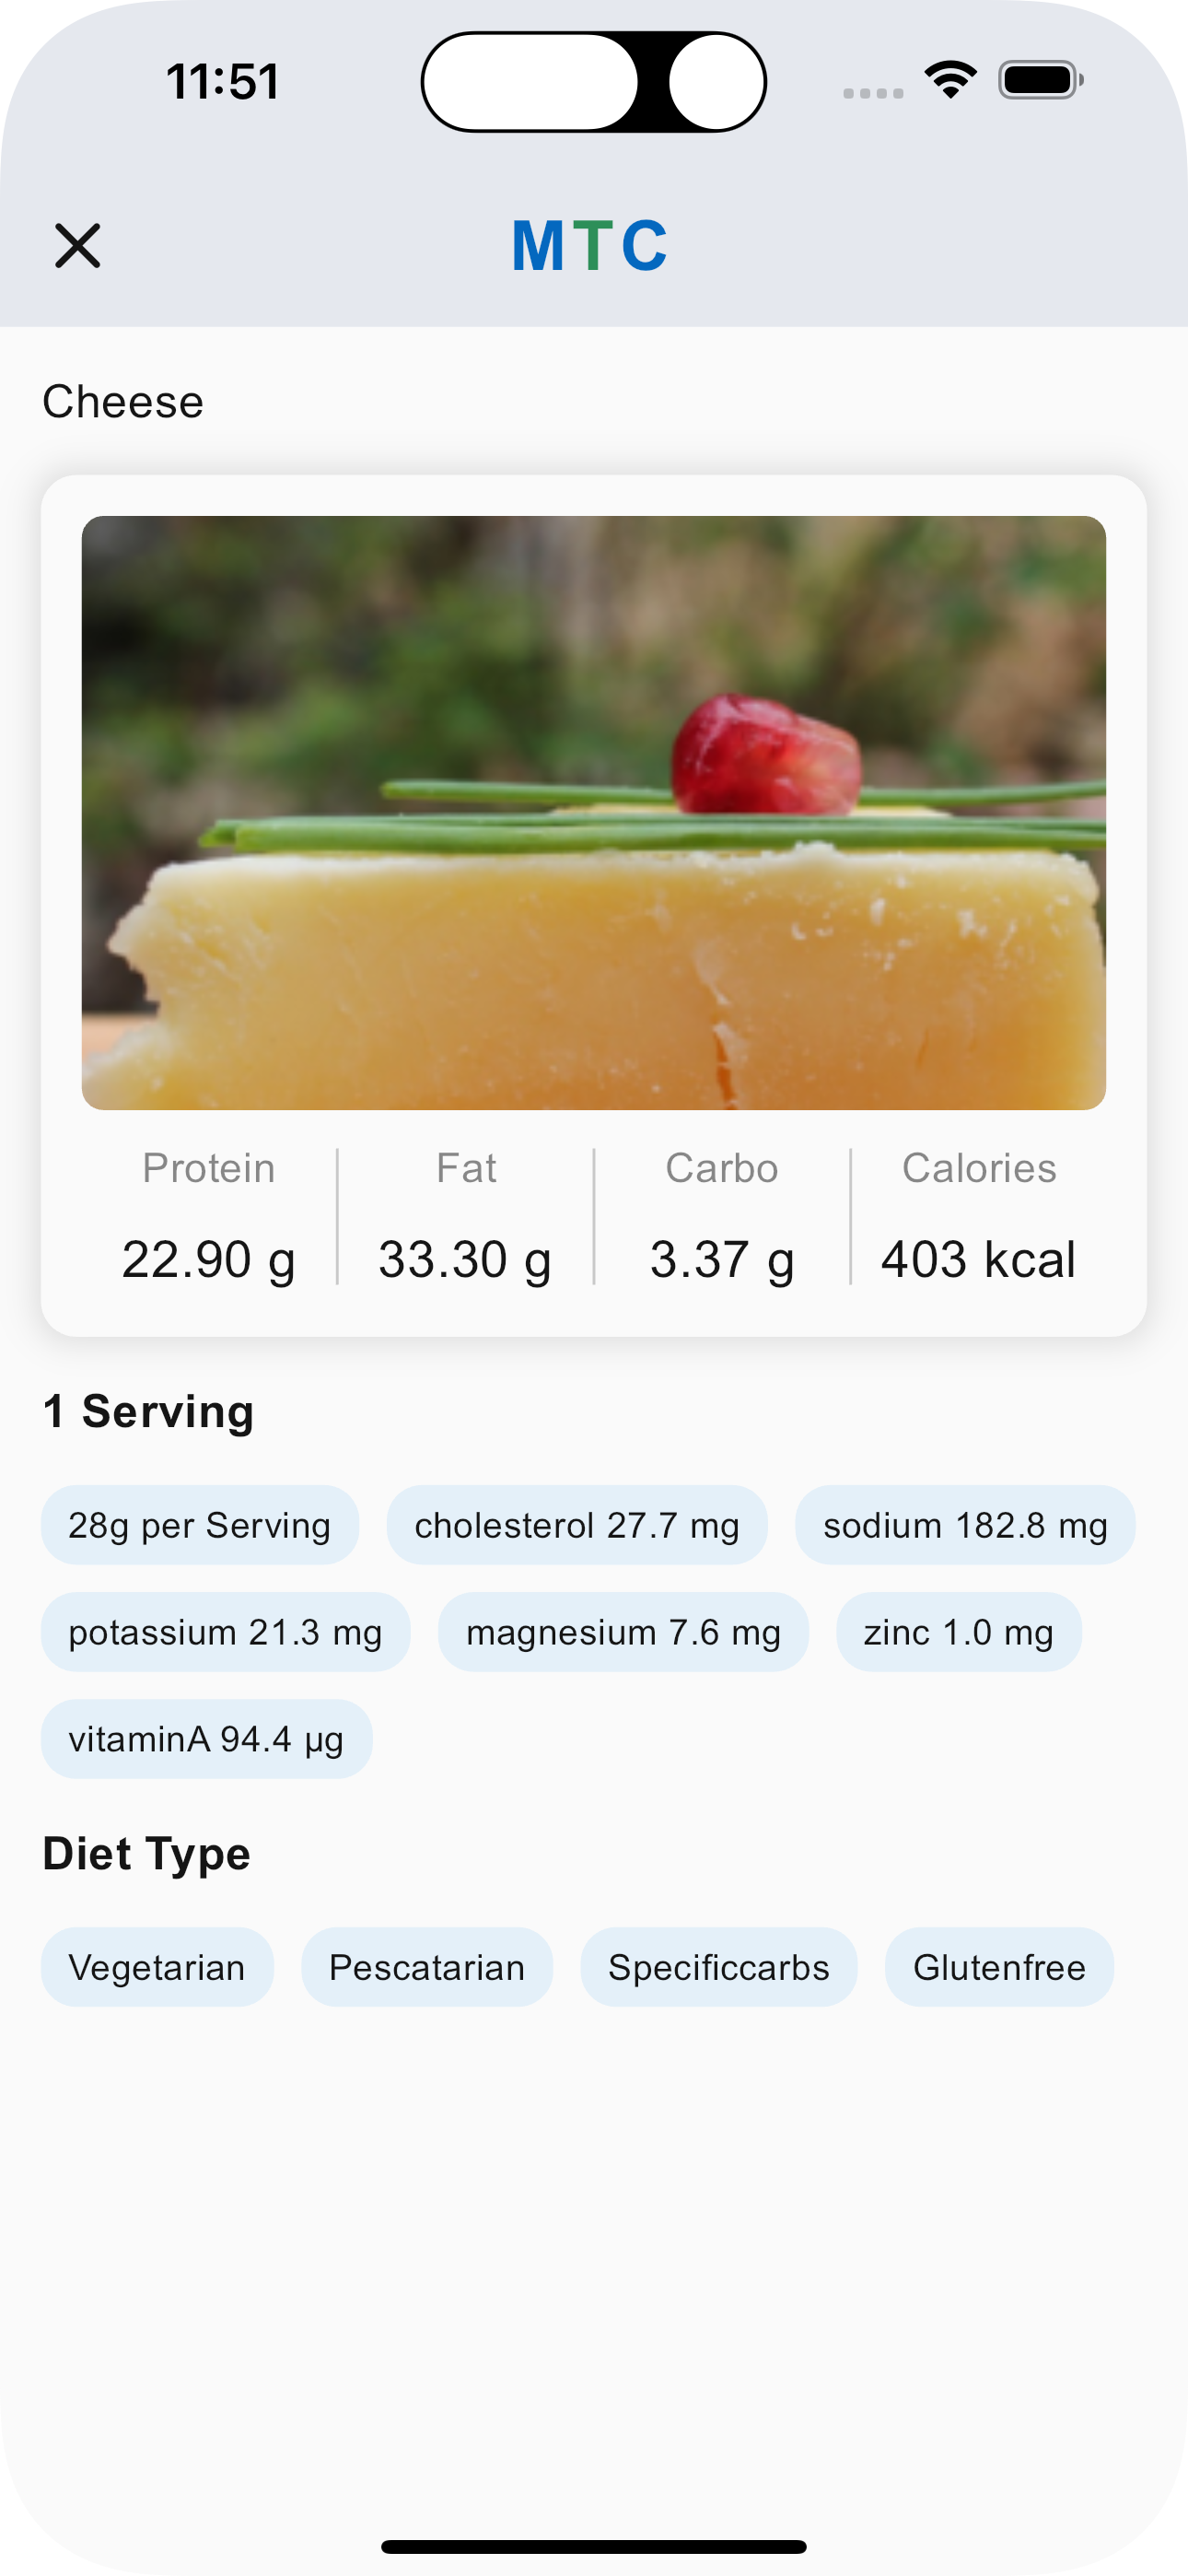 11:51
MTC
Cheese
Protein Fat Carbo Calories
22.90 g 33.30 g 3.37 g 403 kcal
1 Serving
28g per Serving cholesterol 27.7 mg sodium 182.8 mg
potassium 21.3 mg magnesium 7.6 mg zinc 1.0 mg
vitaminA 94.4 µg
Diet Type
Vegetarian Pescatarian Specificcarbs Glutenfree